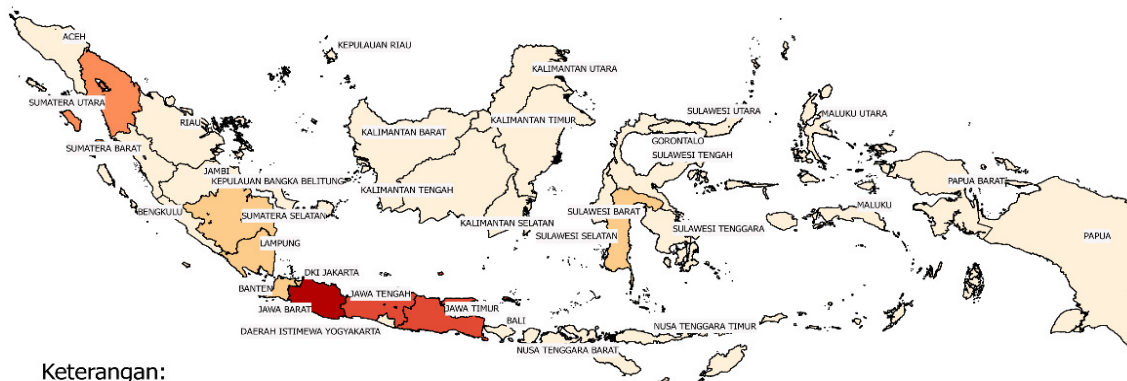 ACEH
KEPULAUAN RIAU
KALIMANTAN UTARA
SUMATERA UTARA
SULAWESI UTARA
MALUKU UTARA
RIAU
KALIMANTAN BARAT
KALIMANTAN TIMUR
GORONTALO
SUMATERA BARAT
SULAWESI TENGAH
JAMBI
KEPULAUAN BANGKA BELITUNG
KALIMANTAN TENGAH
PAPUA BARAT
BENGKULU
SUMATERA SELATAN
KALIMANTAN SELATAN
SULAWESI BARAT
MALUKU
SULAWESI SELATAN
SULAWESI TENGGARA
PAPUA
LAMPUNG
DKI JAKARTA
BANTEN
JAWA TENGAH
JAWA BARAT
JAWA TIMUR
BALI
DAERAH ISTIMEWA YOGYAKARTA
NUSA TENGGARA TIMUR
NUSA TENGGARA BARAT
Keterangan: